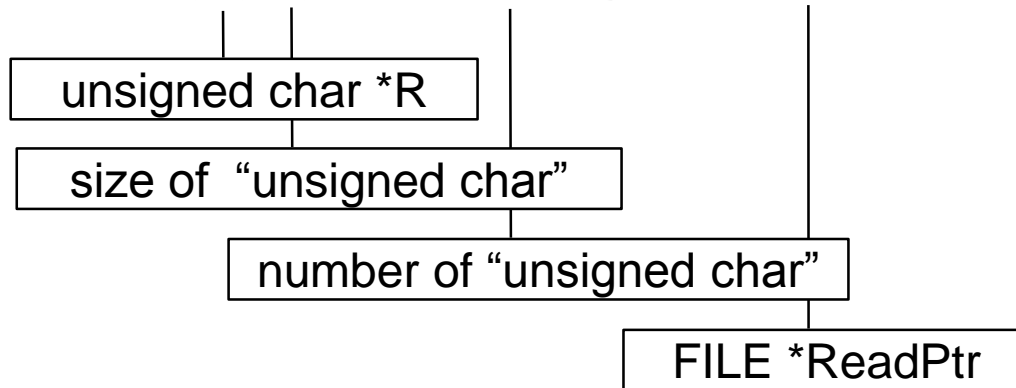 unsigned char *R
size of “unsigned char”
number of “unsigned char”
FILE *ReadPtr